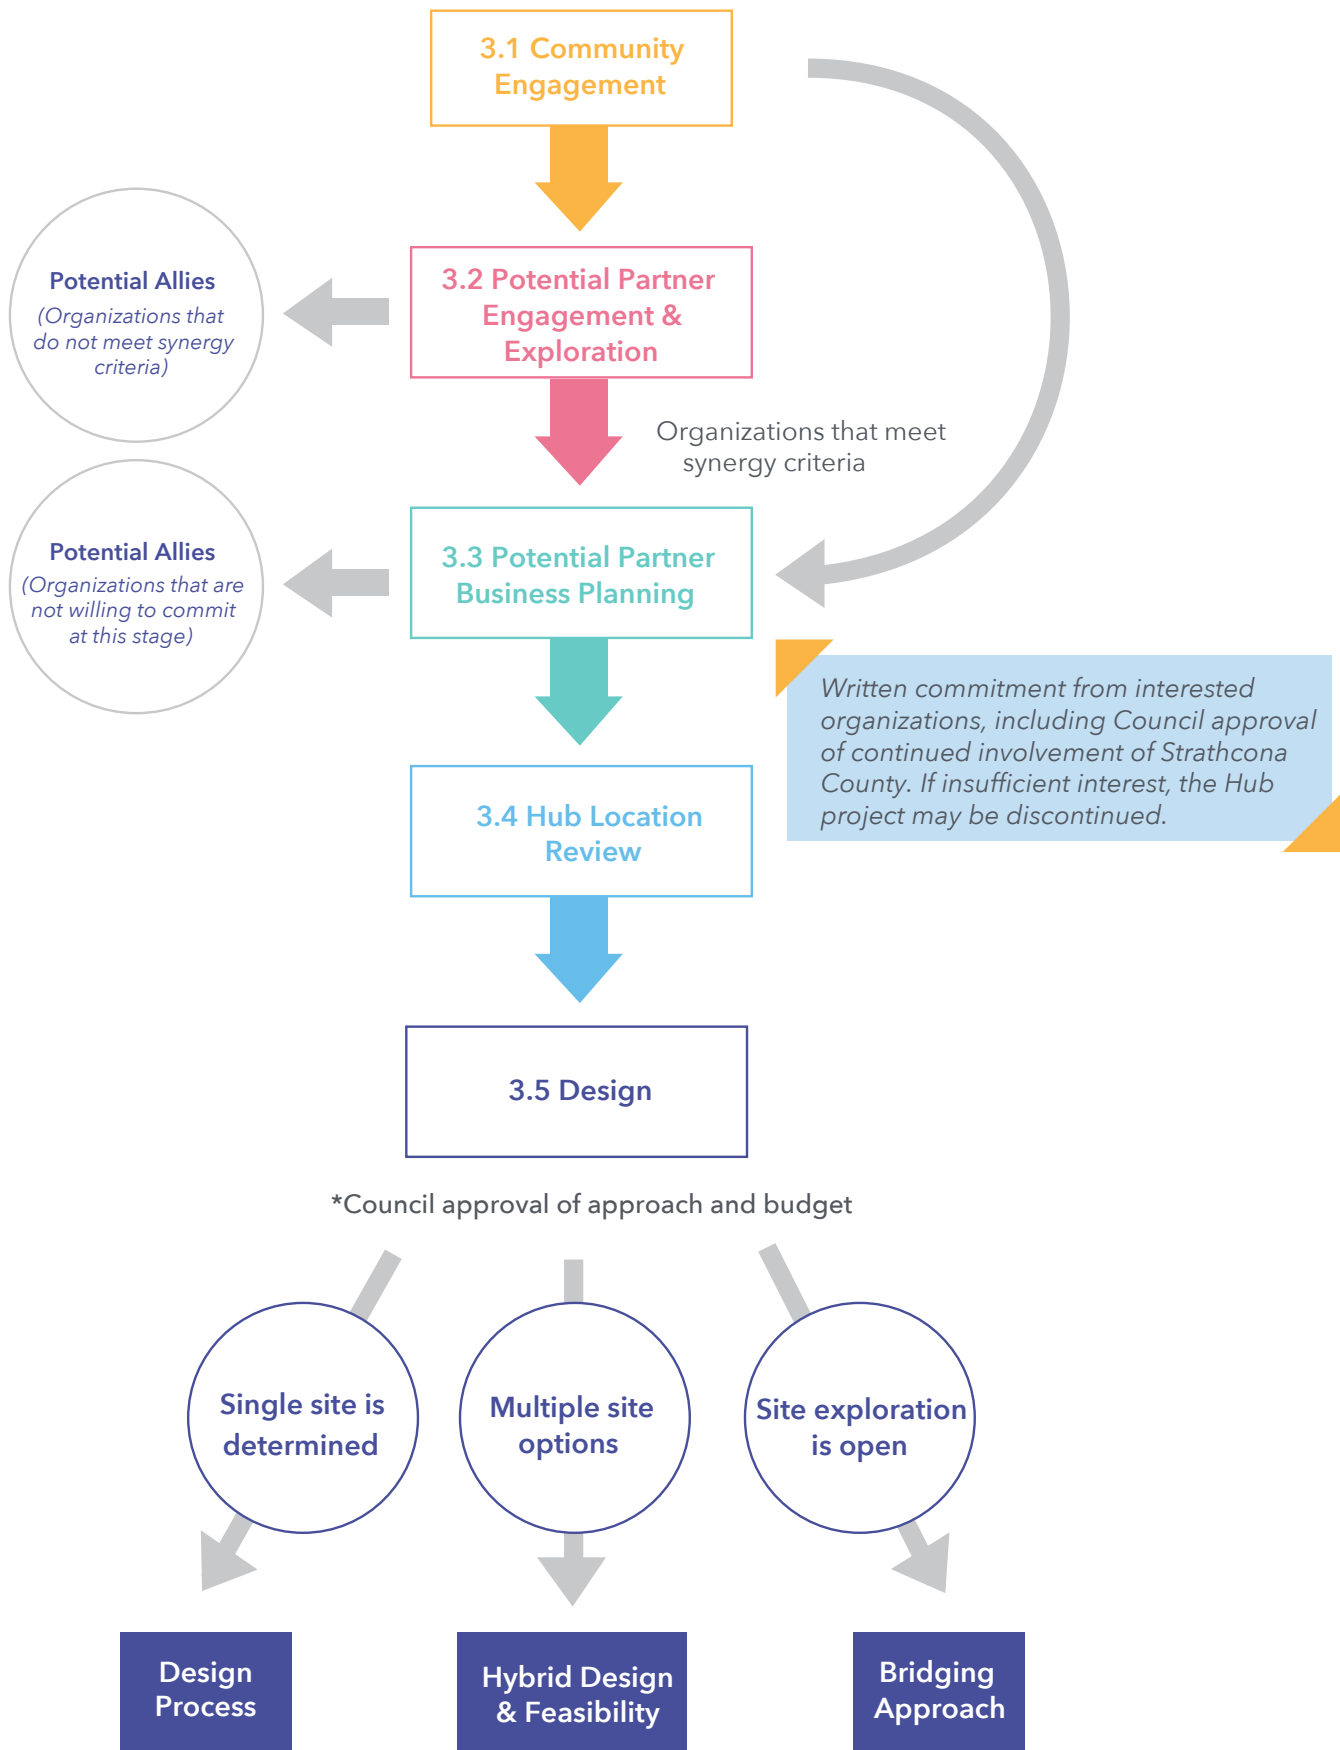 3.1 Community
Engagement
Potential Allies
(Organizations that
do not meet synergy
criteria)
3.2 Potential Partner
Engagement &
Exploration
Organizations that meet
synergy criteria
Potential Allies
(Organizations that are
not willing to commit
at this stage)
3.3 Potential Partner
Business Planning
Written commitment from interested
organizations, including Council approval
of continued involvement of Strathcona
County. If insufficient interest, the Hub
project may be discontinued.
3.4 Hub Location
Review
3.5 Design
*Council approval of approach and budget
Single site is
determined
Multiple site
options
Site exploration
is open
Design
Process
Hybrid Design
& Feasibility
Bridging
Approach